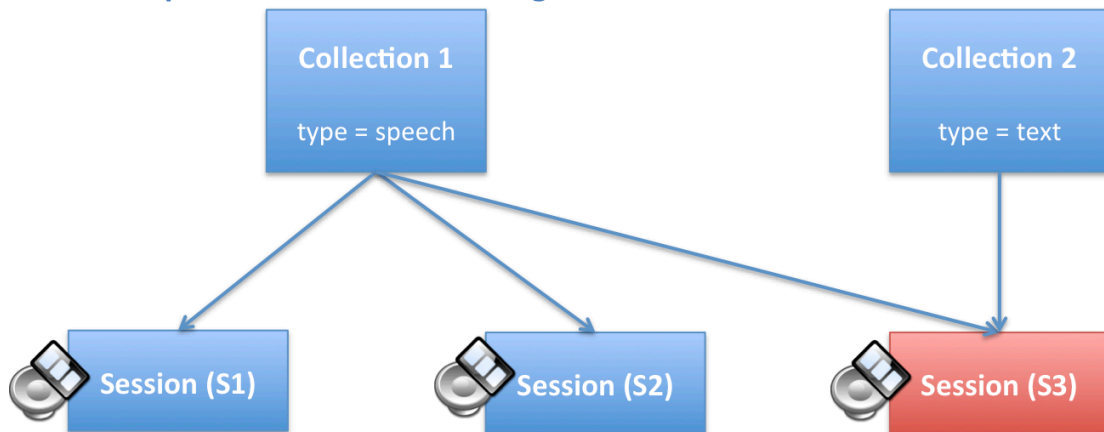 Collection 1
type = speech
Collection 2
type = text
Session (S1)
Session (S2)
Session (S3)